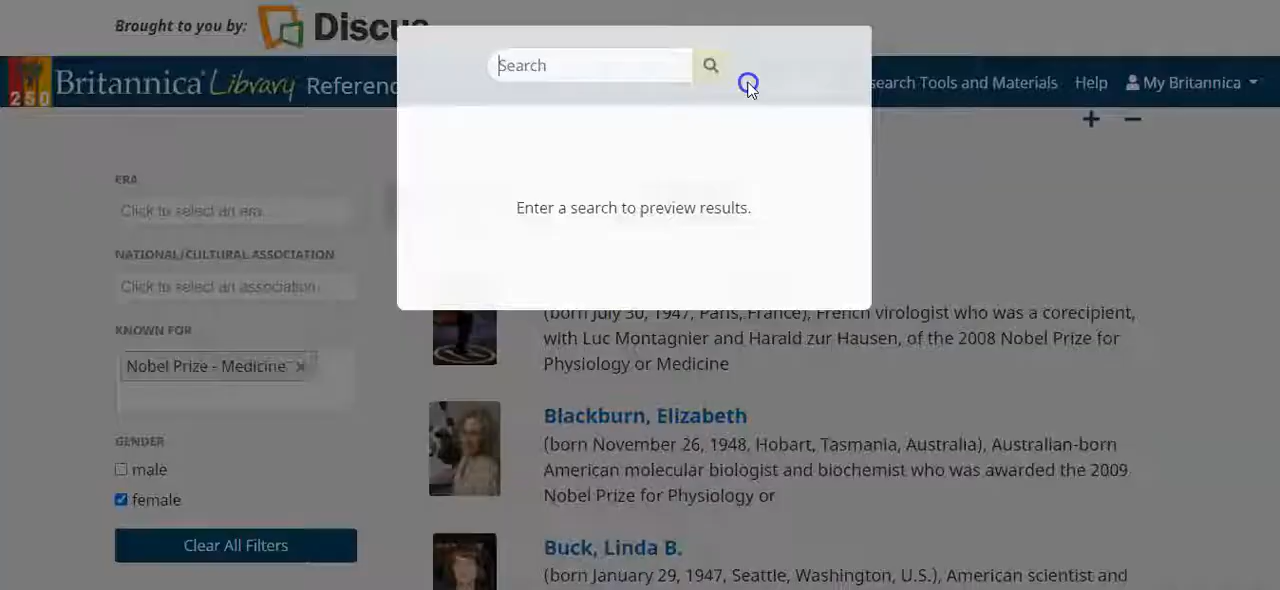 Brought to you by: Discus
Search
250 Britannica Library Reference
search Tools and Materials Help My Britannica
+ −
ERA
Click to select an era.
Enter a search to preview results.
NATIONAL/CULTURAL ASSOCIATION
Click to select an association.
KNOWN FOR
Nobel Prize - Medicine ×
GENDER
male
female
Clear All Filters
(born July 30, 1947, Paris, France), French virologist who was a corecipient,
with Luc Montagnier and Harald zur Hausen, of the 2008 Nobel Prize for
Physiology or Medicine
Blackburn, Elizabeth
(born November 26, 1948, Hobart, Tasmania, Australia), Australian-born
American molecular biologist and biochemist who was awarded the 2009
Nobel Prize for Physiology or
Buck, Linda B.
(born January 29, 1947, Seattle, Washington, U.S.), American scientist and